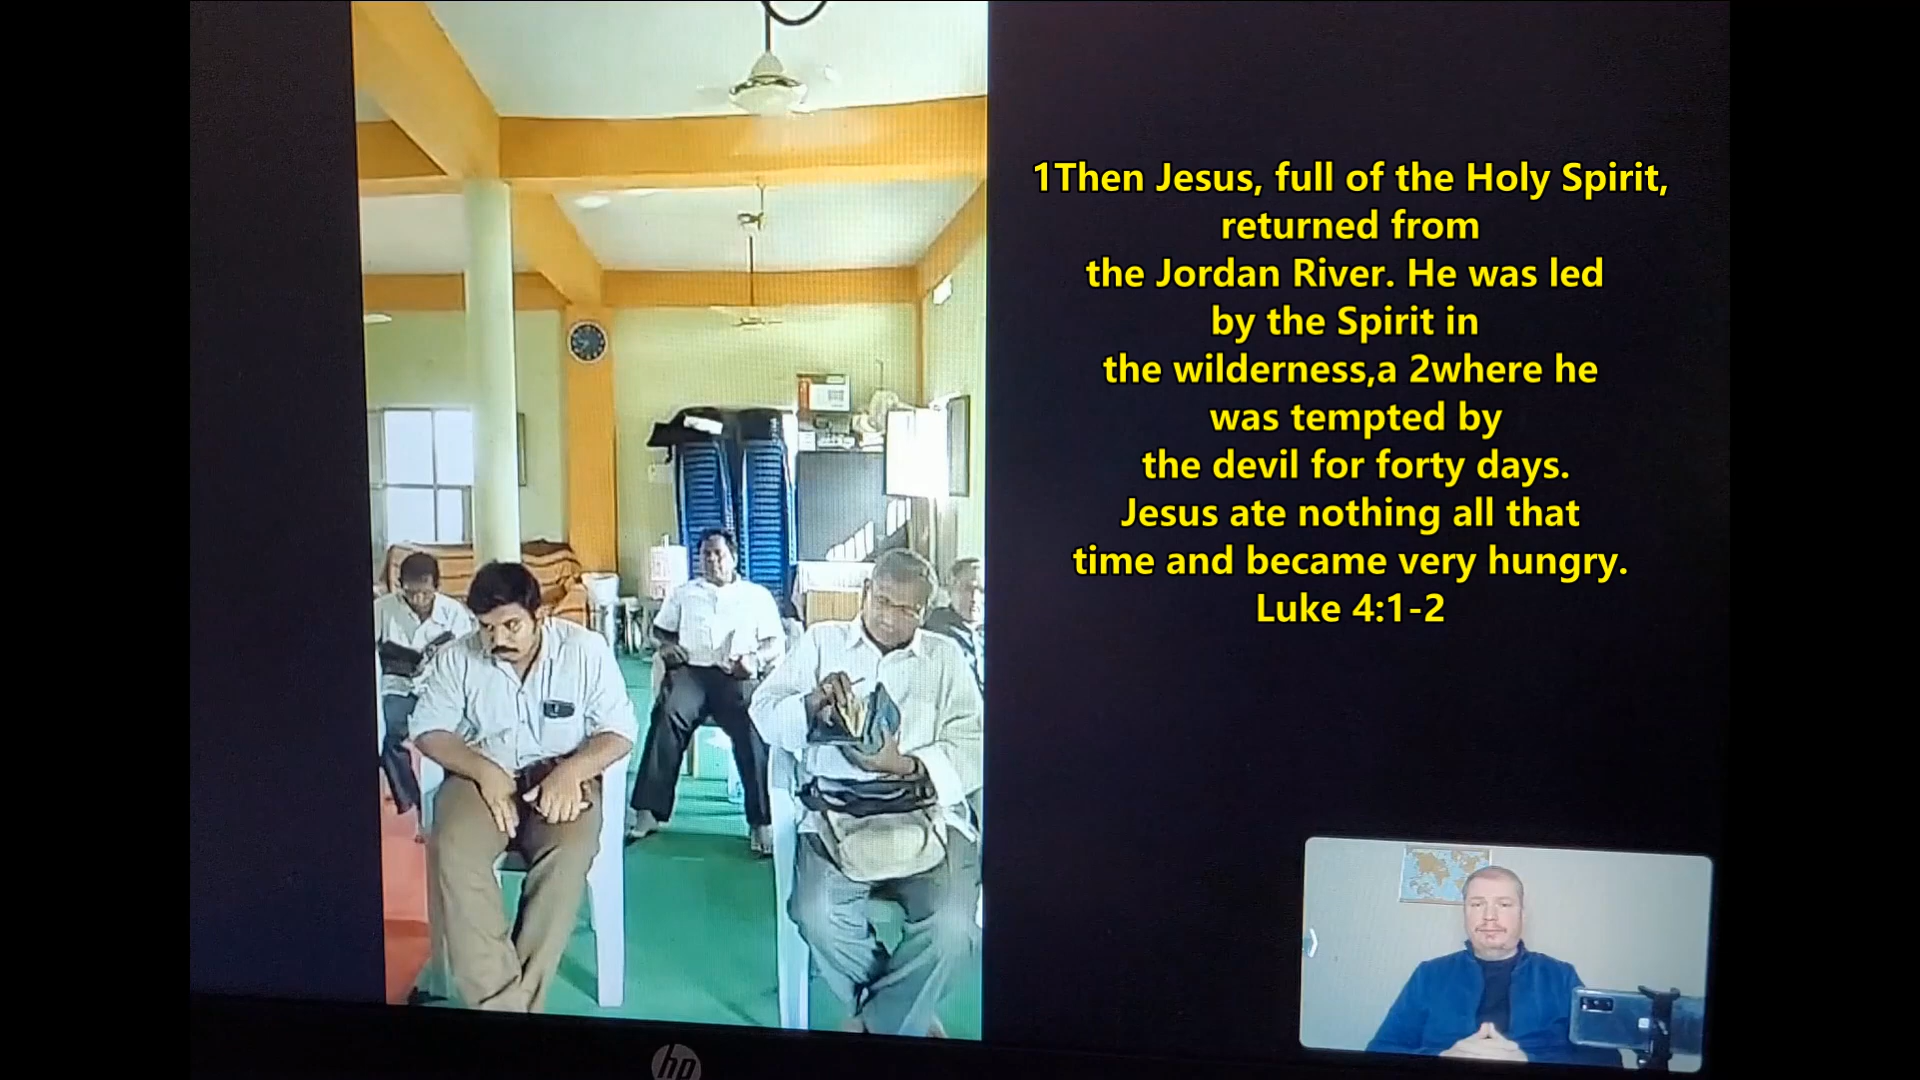 1Then Jesus, full of the Holy Spirit,
returned from
the Jordan River. He was led
by the Spirit in
the wilderness,a 2where he
was tempted by
the devil for forty days.
Jesus ate nothing all that
time and became very hungry.
Luke 4:1-2
hp